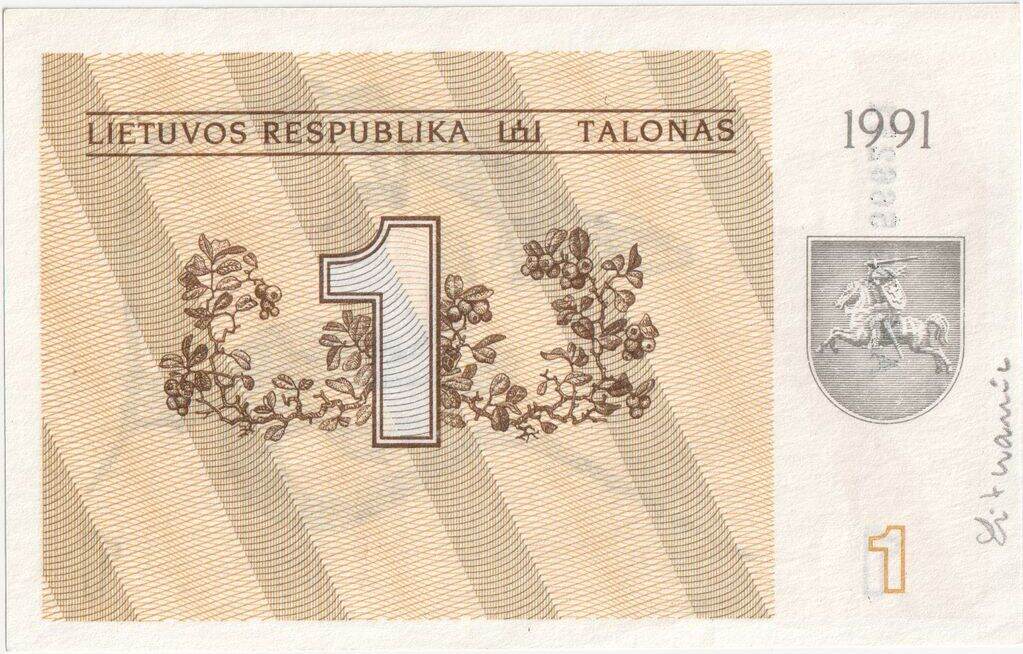 LIETUVOS RESPUBLIKA TALONAS
1991
1
1